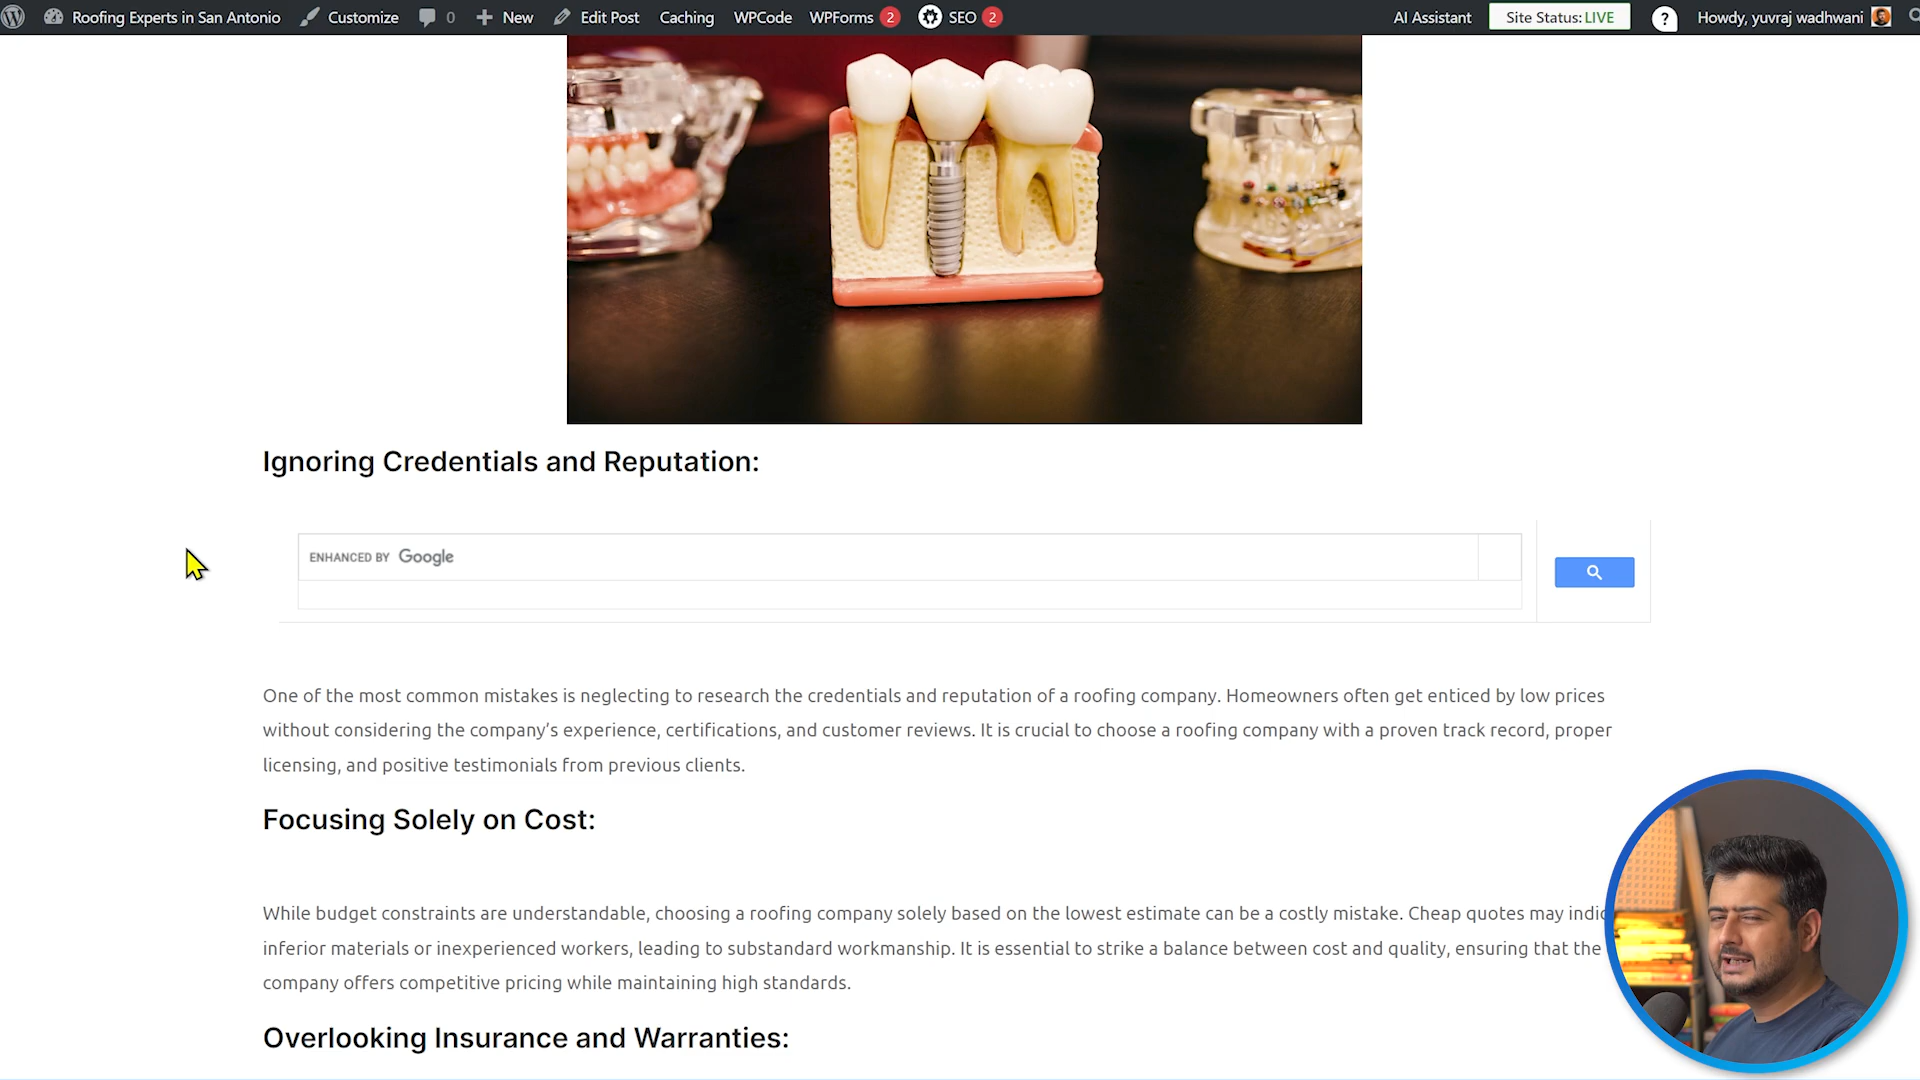 Roofing Experts in San Antonio Customize 0 New Edit Post Caching WPCode WPForms 2 SEO 2 AI Assistant Site Status: LIVE ? Howdy, yuvraj wadhwani
Ignoring Credentials and Reputation:
ENHANCED BY Google
One of the most common mistakes is neglecting to research the credentials and reputation of a roofing company. Homeowners often get enticed by low prices
without considering the company’s experience, certifications, and customer reviews. It is crucial to choose a roofing company with a proven track record, proper
licensing, and positive testimonials from previous clients.
Focusing Solely on Cost:
While budget constraints are understandable, choosing a roofing company solely based on the lowest estimate can be a costly mistake. Cheap quotes may
inferior materials or inexperienced workers, leading to substandard workmanship. It is essential to strike a balance between cost and quality, ensuring that the
company offers competitive pricing while maintaining high standards.
Overlooking Insurance and Warranties: